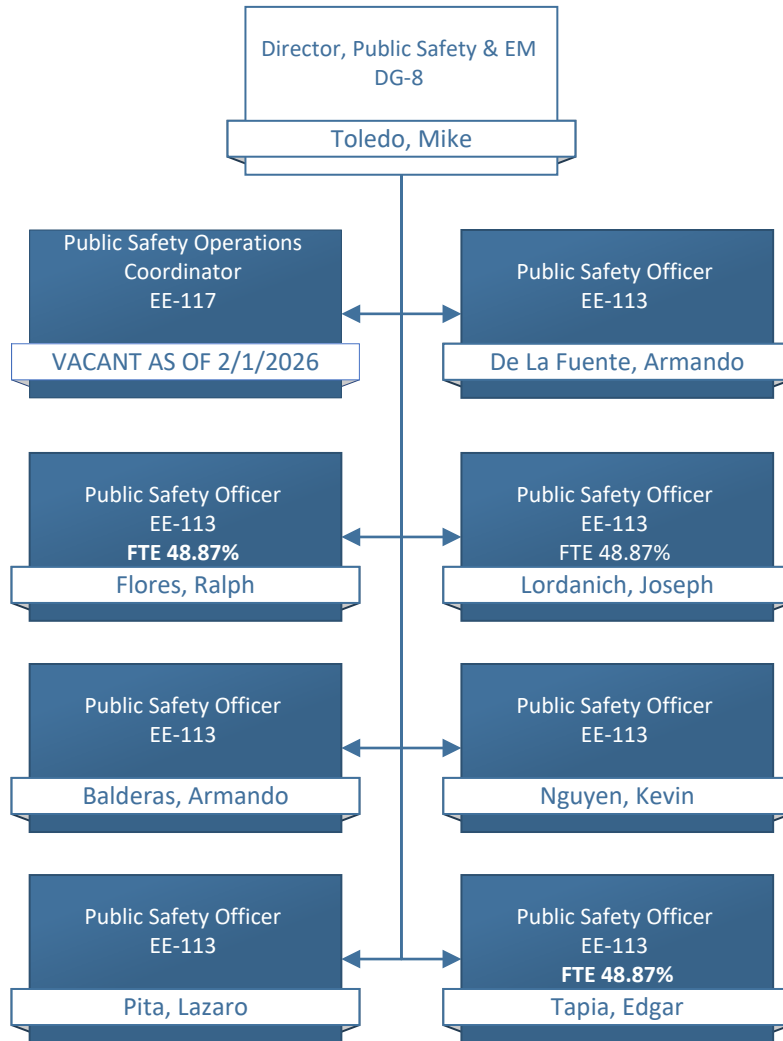 Director, Public Safety & EM
DG-8
Toledo, Mike
Public Safety Operations
Coordinator
EE-117
VACANT AS OF 2/1/2026
Public Safety Officer
EE-113
De La Fuente, Armando
Public Safety Officer
EE-113
FTE 48.87%
Flores, Ralph
Public Safety Officer
EE-113
FTE 48.87%
Lordanich, Joseph
Public Safety Officer
EE-113
Balderas, Armando
Public Safety Officer
EE-113
Nguyen, Kevin
Public Safety Officer
EE-113
Pita, Lazaro
Public Safety Officer
EE-113
FTE 48.87%
Tapia, Edgar